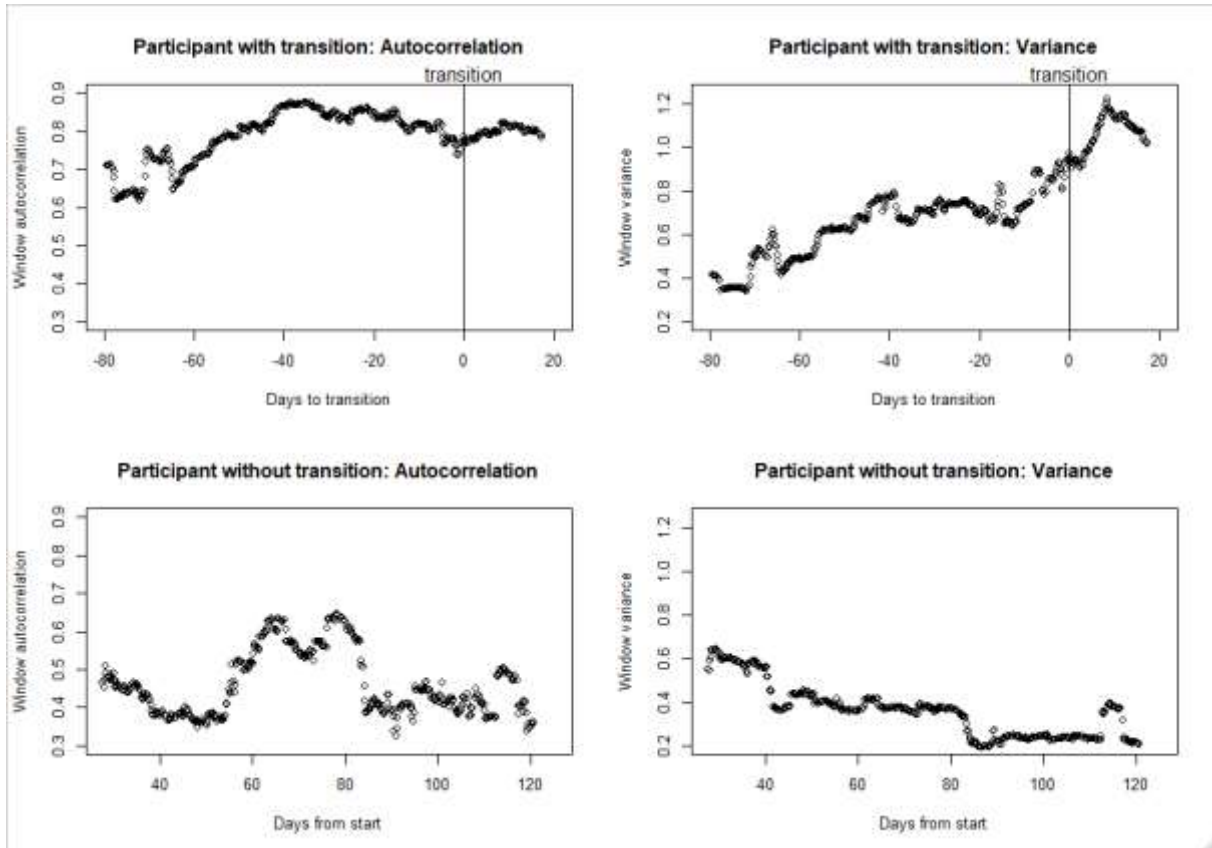 Participant with transition: Autocorrelation
transition
Window autocorrelation
0.9
0.8
0.7
0.6
0.5
0.4
0.3
-80 -60 -40 -20 0 20
Days to transition
Participant with transition: Variance
transition
Window variance
1.2
1.0
0.8
0.6
0.4
0.2
-80 -60 -40 -20 0 20
Days to transition
Participant without transition: Autocorrelation
Window autocorrelation
0.9
0.8
0.7
0.6
0.5
0.4
0.3
40 60 80 100 120
Days from start
Participant without transition: Variance
Window variance
1.2
1.0
0.8
0.6
0.4
0.2
40 60 80 100 120
Days from start